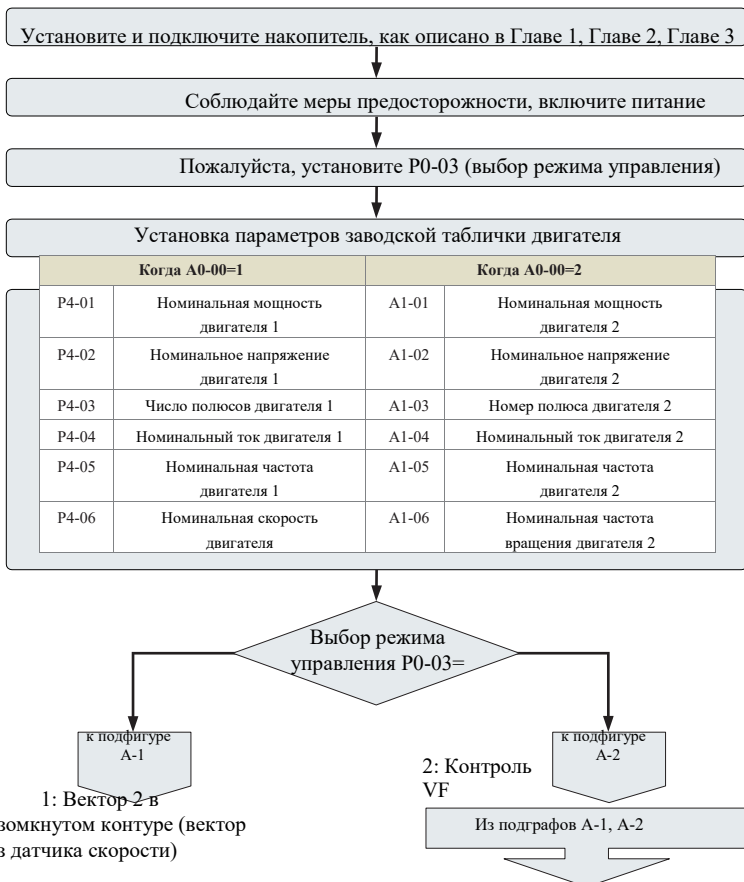 Установите и подключите накопитель, как описано в Главе 1, Главе 2, Главе 3
Соблюдайте меры предосторожности, включите питание
Пожалуйста, установите P0-03 (выбор режима управления)
Установка параметров заводской таблички двигателя
Когда A0-00=1 Когда A0-00=2
P4-01 Номинальная мощность двигателя 1 A1-01 Номинальная мощность двигателя 2
P4-02 Номинальное напряжение двигателя 1 A1-02 Номинальное напряжение двигателя 2
P4-03 Число полюсов двигателя 1 A1-03 Номер полюса двигателя 2
P4-04 Номинальный ток двигателя 1 A1-04 Номинальный ток двигателя 2
P4-05 Номинальная частота двигателя 1 A1-05 Номинальная частота двигателя 2
P4-06 Номинальная скорость двигателя A1-06 Номинальная частота вращения двигателя 2
Выбор режима
управления P0-03=
к подфигуре
A-1
1: Вектор 2 в
зомкнутом контуре (вектор
з датчика скорости)
2: Контроль
VF
к подфигуре
A-2
Из подграфов A-1, A-2